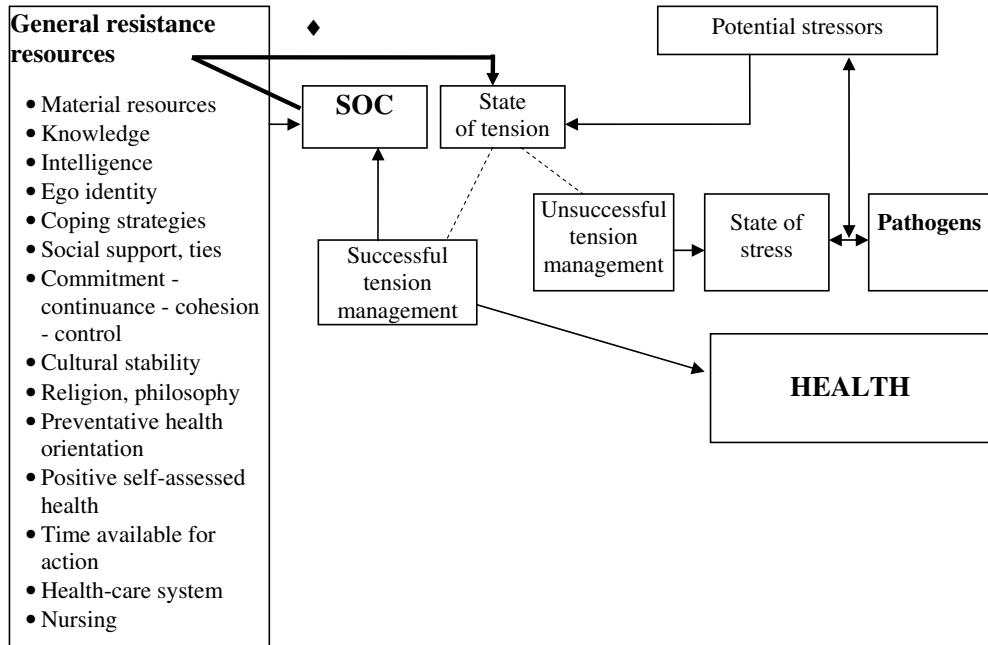 General resistance
resources
• Material resources
• Knowledge
• Intelligence
• Ego identity
• Coping strategies
• Social support, ties
• Commitment -
continuance - cohesion
- control
• Cultural stability
• Religion, philosophy
• Preventative health
orientation
• Positive self-assessed
health
• Time available for
action
• Health-care system
• Nursing
♦
Potential stressors
SOC
State
of tension
Successful
tension
management
Unsuccessful
tension
management
State of
stress
Pathogens
HEALTH